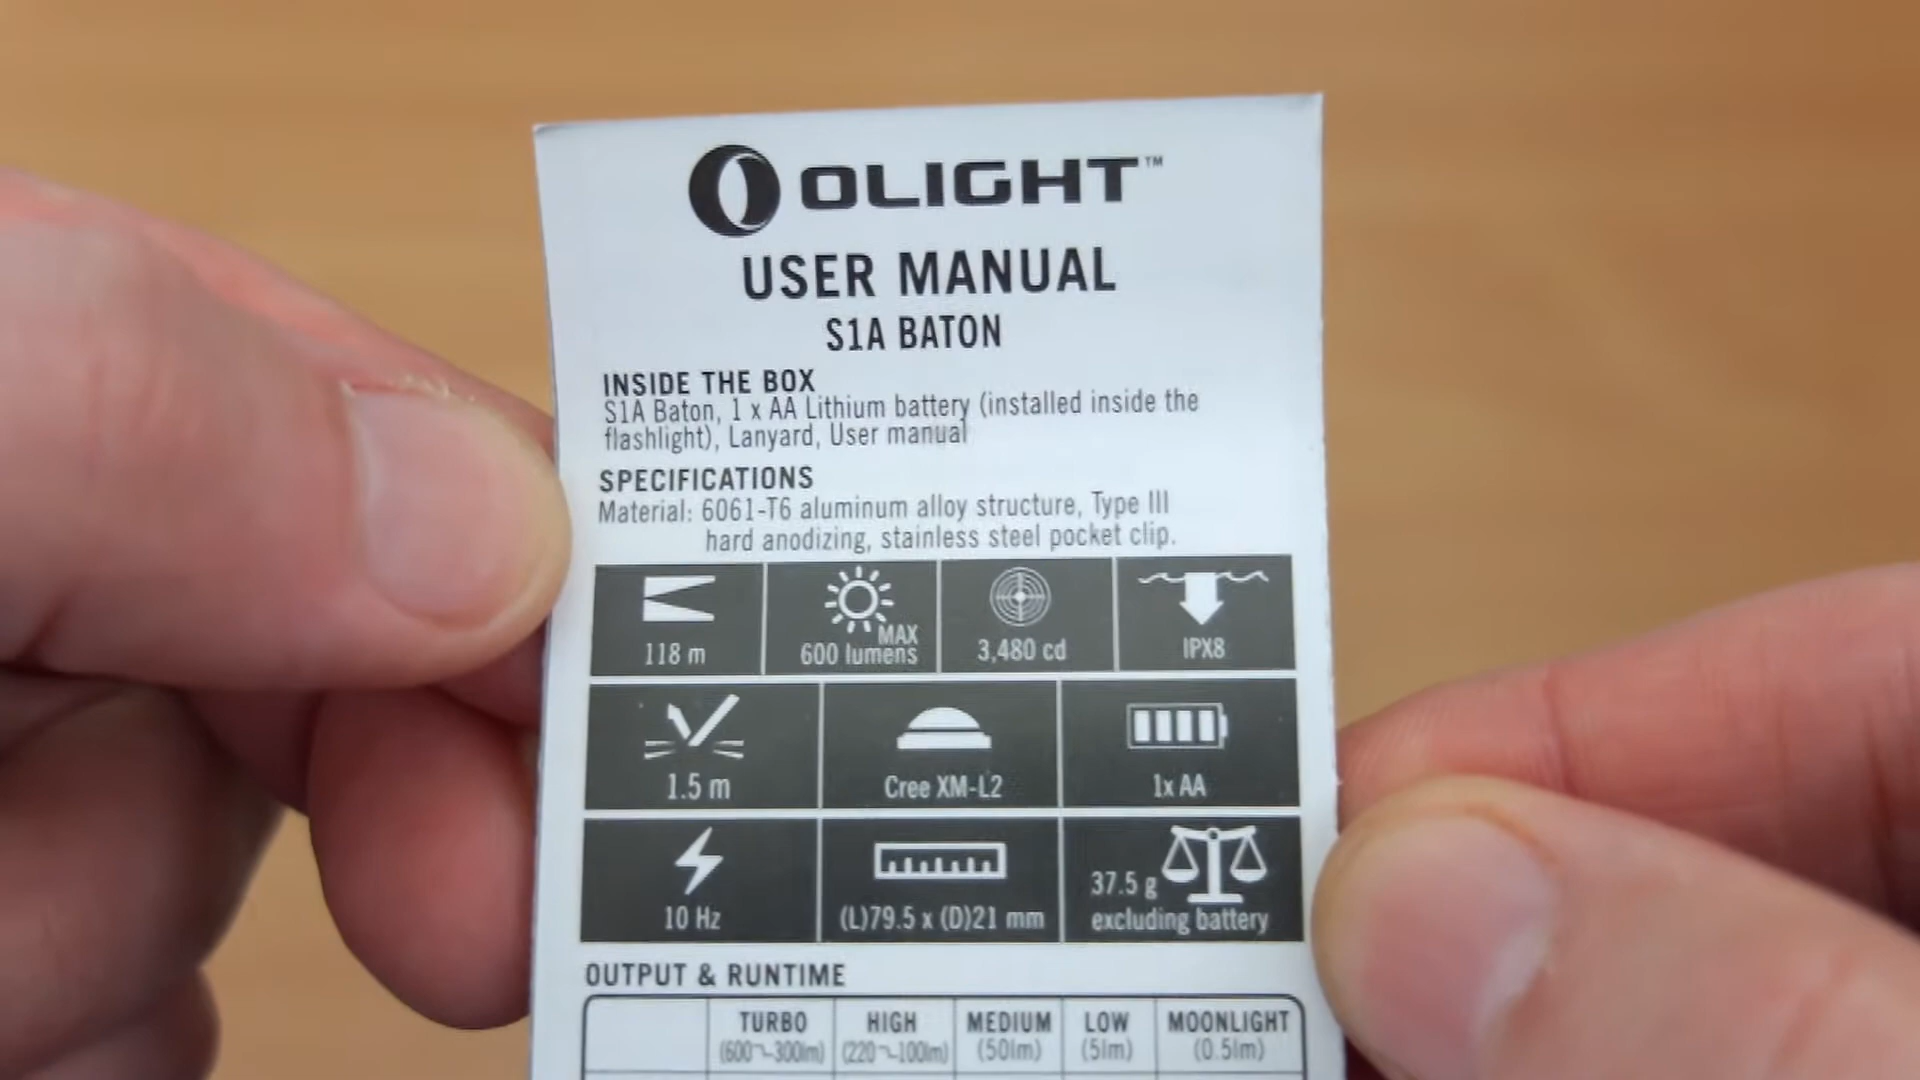 OLIGHT™
USER MANUAL
S1A BATON
INSIDE THE BOX
S1A Baton, 1 x AA Lithium battery (installed inside the
flashlight), Lanyard, User manual
SPECIFICATIONS
Material: 6061-T6 aluminum alloy structure, Type III
hard anodizing, stainless steel pocket clip.
118 m
MAX
600 lumens
3,480 cd
IPX8
1.5 m
Cree XM-L2
1x AA
10 Hz
(L)79.5 x (D)21 mm
37.5 g
excluding battery
OUTPUT & RUNTIME
TURBO HIGH MEDIUM LOW MOONLIGHT
(600~300lm) (220~100lm) (50lm) (5lm) (0.5lm)